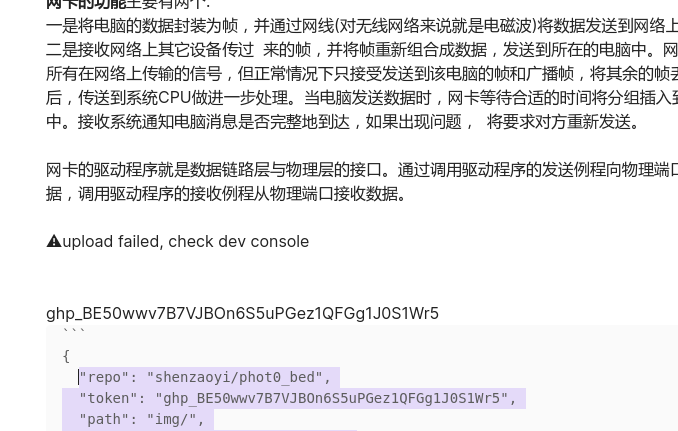 网卡的功能主要有两个:
一是将电脑的数据封装为帧，并通过网线(对无线网络来说就是电磁波)将数据发送到网络上
二是接收网络上其它设备传过 来的帧，并将帧重新组合成数据，发送到所在的电脑中。网
所有在网络上传输的信号，但正常情况下只接受发送到该电脑的帧和广播帧，将其余的帧丢
后，传送到系统CPU做进一步处理。当电脑发送数据时，网卡等待合适的时间将分组插入到
中。接收系统通知电脑消息是否完整地到达，如果出现问题， 将要求对方重新发送。
网卡的驱动程序就是数据链路层与物理层的接口。通过调用驱动程序的发送例程向物理端口
据，调用驱动程序的接收例程从物理端口接收数据。
⚠upload failed, check dev console
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
```
{
"repo": "shenzaoyi/phot0_bed",
"token": "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",
"path": "img/",